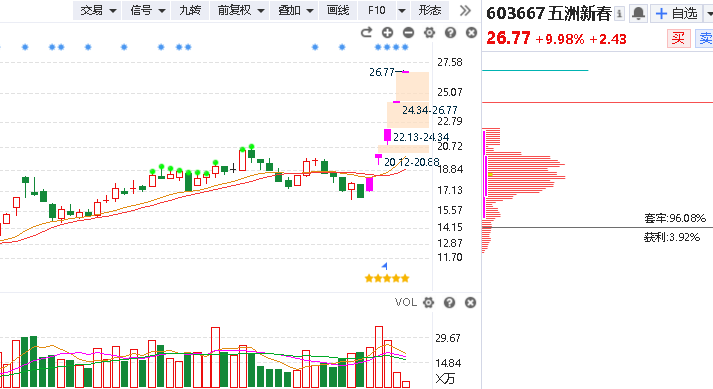 交易 信号 九转 前复权 叠加 画线 F10 形态
603667 五洲新春
+自选
26.77 +9.98% +2.43
买 卖
27.58
26.77
25.07
24.34-26.77
22.79
22.13-24.34
20.72
20.12-20.88
18.84
17.13
15.57
14.15
12.87
11.70
套牢:96.08%
获利:3.92%
VOL
29.67
14.84
X万